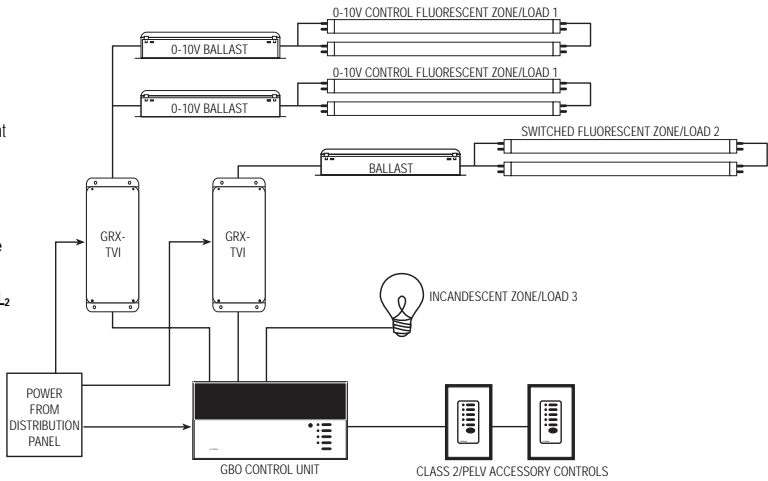 0-10V CONTROL FLUORESCENT ZONE/LOAD 1
0-10V BALLAST
0-10V CONTROL FLUORESCENT ZONE/LOAD 1
0-10V BALLAST
SWITCHED FLUORESCENT ZONE/LOAD 2
BALLAST
GRX-
TVI
GRX-
TVI
INCANDESCENT ZONE/LOAD 3
POWER
FROM
DISTRIBUTION
PANEL
GBO CONTROL UNIT
CLASS 2/PELV ACCESSORY CONTROLS